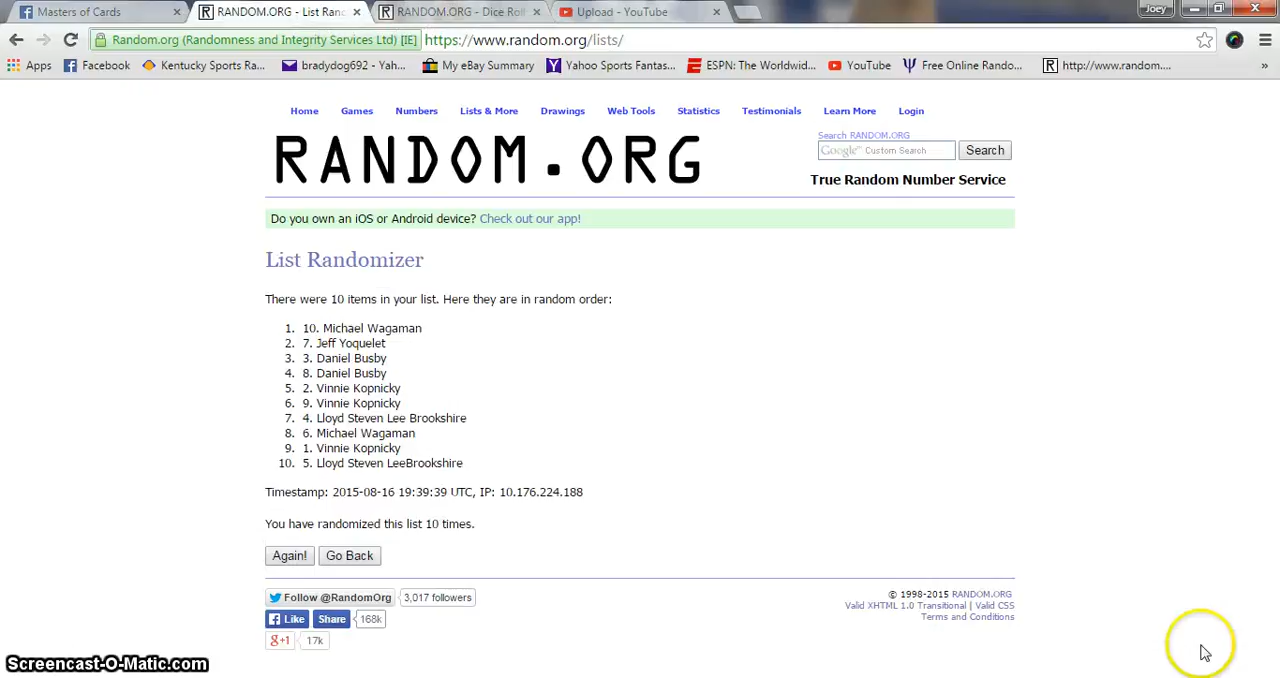 Masters of Cards
RANDOM.ORG - List Ran
RANDOM.ORG - Dice Roll
Upload - YouTube
Joey
Random.org (Randomness and Integrity Services Ltd) [IE]
https://www.random.org/lists/
Apps
Facebook
Kentucky Sports Ra...
bradydog692 - Yah...
My eBay Summary
Yahoo Sports Fantas...
ESPN: The Worldwid...
YouTube
Free Online Rando...
http://www.random....
»
Home
Games
Numbers
Lists & More
Drawings
Web Tools
Statistics
Testimonials
Learn More
Login
RANDOM.ORG
Search RANDOM.ORG
Google™ Custom Search
Search
True Random Number Service
Do you own an iOS or Android device? Check out our app!
List Randomizer
There were 10 items in your list. Here they are in random order:
1. 10. Michael Wagaman
2. 7. Jeff Yoquelet
3. 3. Daniel Busby
4. 8. Daniel Busby
5. 2. Vinnie Kopnicky
6. 9. Vinnie Kopnicky
7. 4. Lloyd Steven Lee Brookshire
8. 6. Michael Wagaman
9. 1. Vinnie Kopnicky
10. 5. Lloyd Steven LeeBrookshire
Timestamp: 2015-08-16 19:39:39 UTC, IP: 10.176.224.188
You have randomized this list 10 times.
Again!
Go Back
Follow @RandomOrg
3,017 followers
Like
Share
168k
g+1
17k
© 1998-2015 RANDOM.ORG
Valid XHTML 1.0 Transitional | Valid CSS
Terms and Conditions
Screencast-O-Matic.com